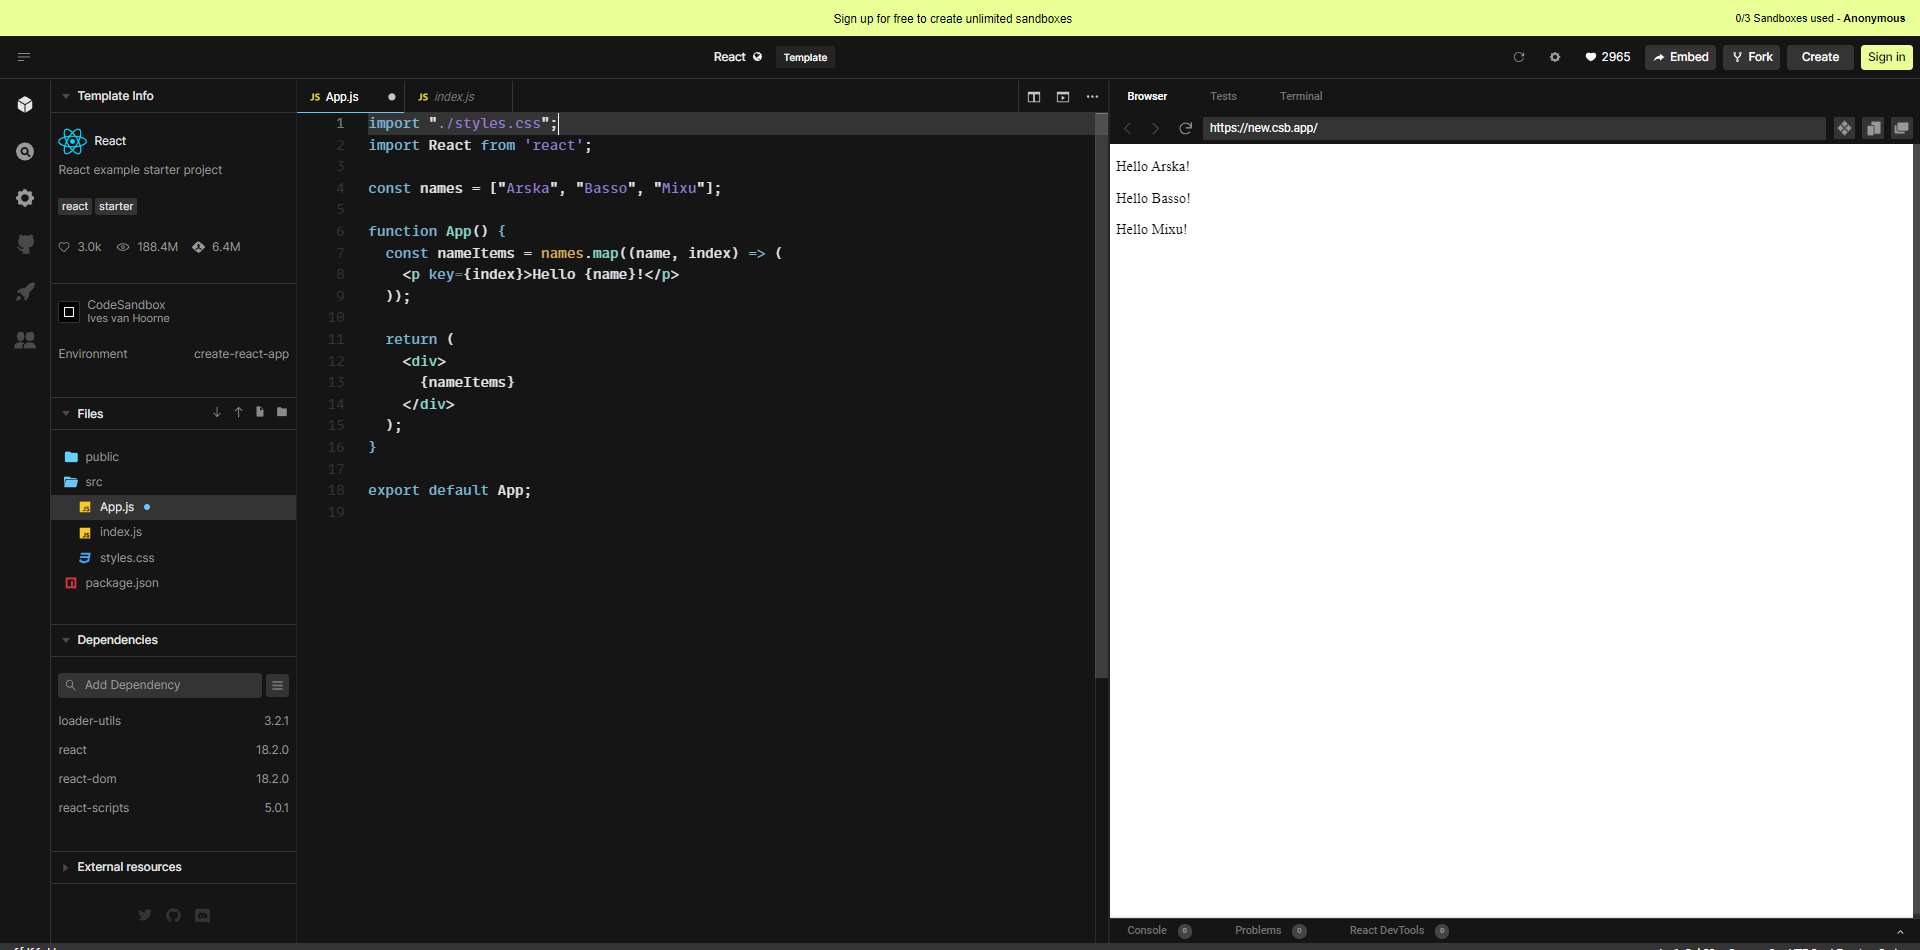 Sign up for free to create unlimited sandboxes
0/3 Sandboxes used - Anonymous
React
Template
2965
Embed
Fork
Create
Sign in
Template Info
React
React example starter project
react starter
3.0k 188.4M 6.4M
CodeSandbox
Ives van Hoorne
Environment create-react-app
Files
public
src
App.js
index.js
styles.css
package.json
Dependencies
Add Dependency
loader-utils 3.2.1
react 18.2.0
react-dom 18.2.0
react-scripts 5.0.1
External resources
JS App.js
JS index.js
1 import "./styles.css";
2 import React from 'react';
3
4 const names = ["Arska", "Basso", "Mixu"];
5
6 function App() {
7 const nameItems = names.map((name, index) => (
8 <p key={index}>Hello {name}!</p>
9 ));
10
11 return (
12 <div>
13 {nameItems}
14 </div>
15 );
16 }
17
18 export default App;
19
Browser Tests Terminal
https://new.csb.app/
Hello Arska!
Hello Basso!
Hello Mixu!
Console 0 Problems 0 React DevTools 0